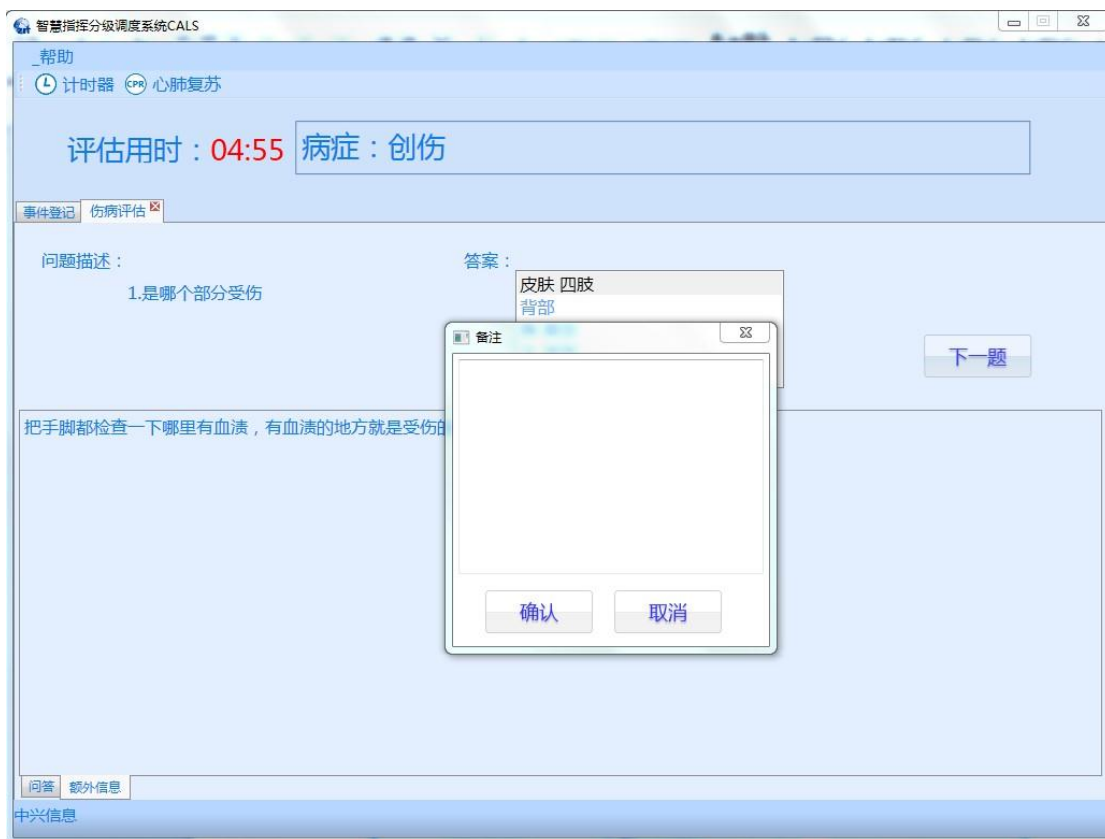 智慧指挥分级调度系统CALS
_帮助
计时器 CPR 心肺复苏
评估用时：04:55 病症：创伤
事件登记 伤病评估
问题描述：
答案：
皮肤 四肢
1.是哪个部分受伤
背部
备注
下一题
把手脚都检查一下哪里有血渍，有血渍的地方就是受伤的
确认 取消
问答 额外信息
中兴信息